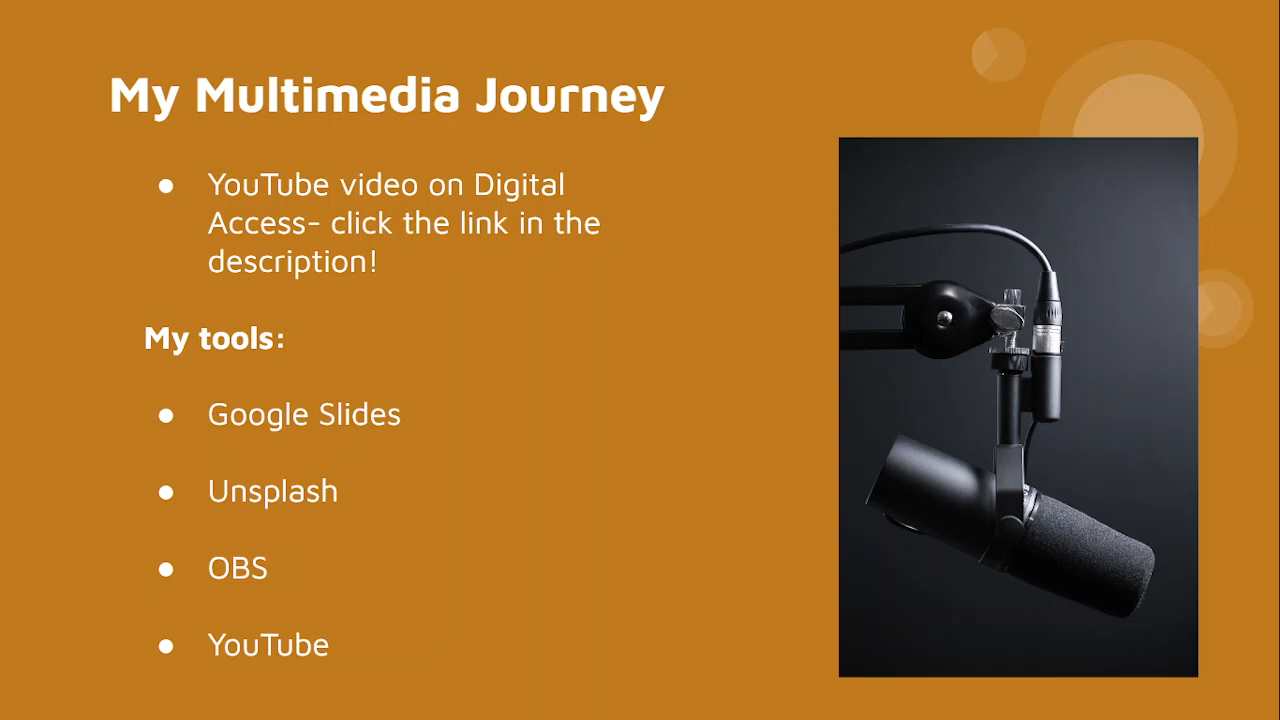 My Multimedia Journey
● YouTube video on Digital
Access- click the link in the
description!
My tools:
● Google Slides
● Unsplash
● OBS
● YouTube